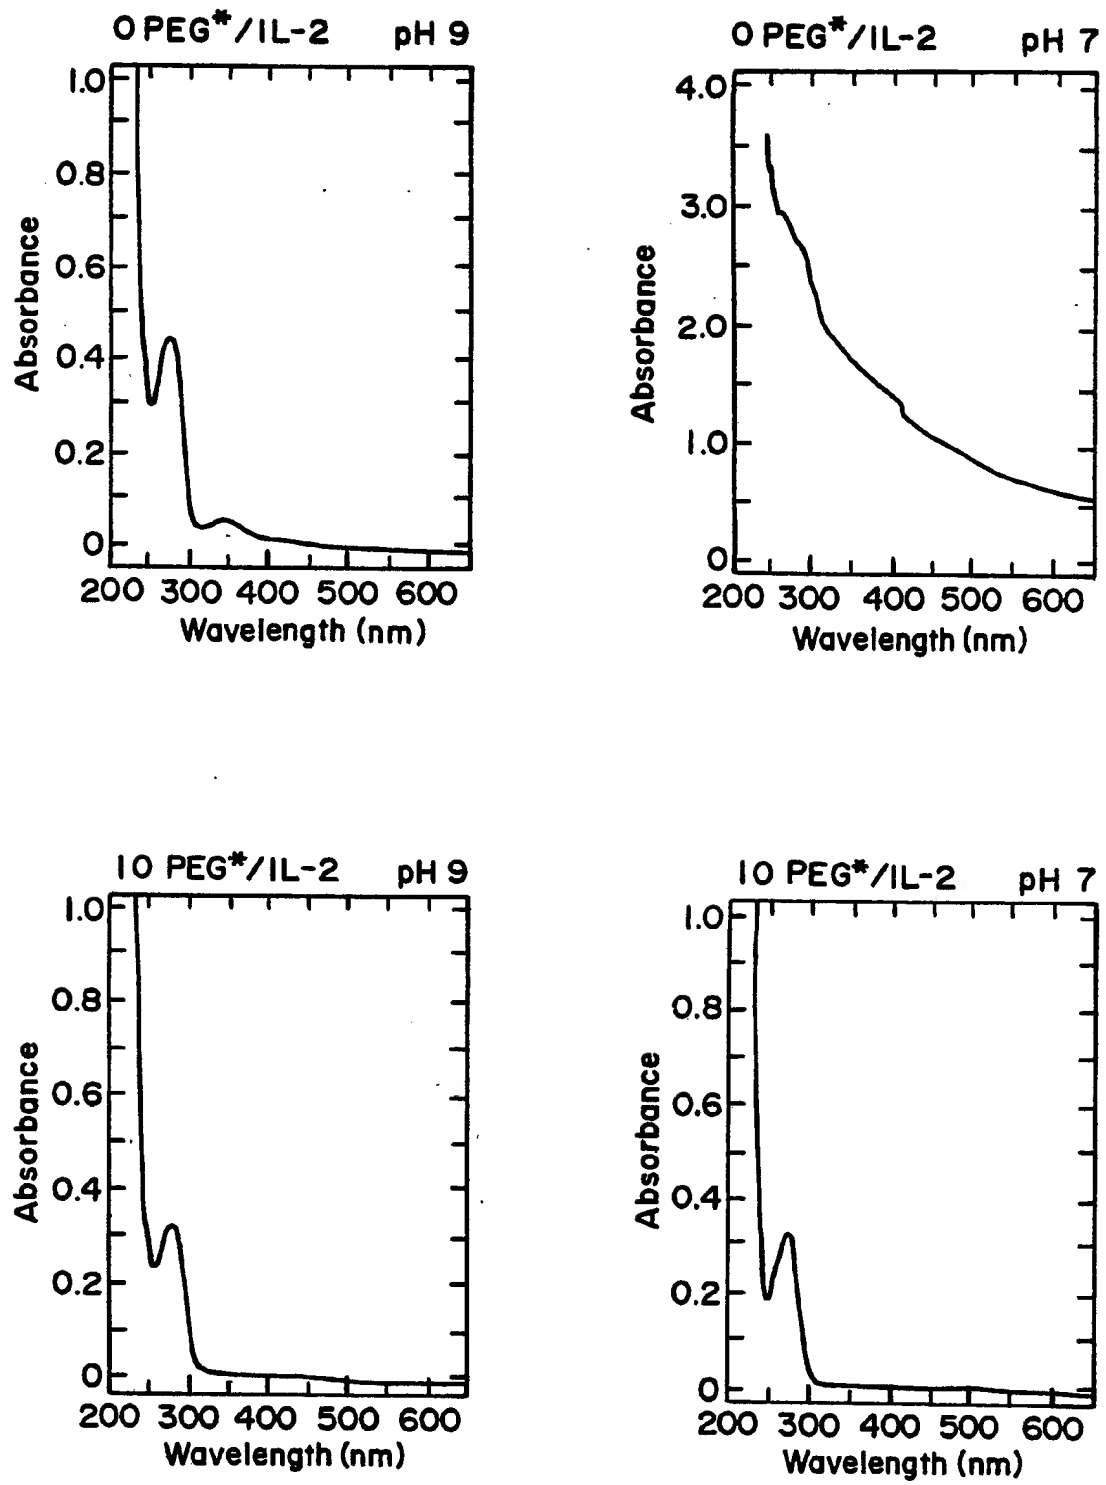 0 PEG*/IL-2 pH 9
1.0
0.8
0.6
0.4
0.2
0
Absorbance
200 300 400 500 600
Wavelength (nm)
0 PEG*/IL-2 pH 7
4.0
3.0
2.0
1.0
0
Absorbance
200 300 400 500 600
Wavelength (nm)
10 PEG*/IL-2 pH 9
1.0
0.8
0.6
0.4
0.2
0
Absorbance
200 300 400 500 600
Wavelength (nm)
10 PEG*/IL-2 pH 7
1.0
0.8
0.6
0.4
0.2
0
Absorbance
200 300 400 500 600
Wavelength (nm)